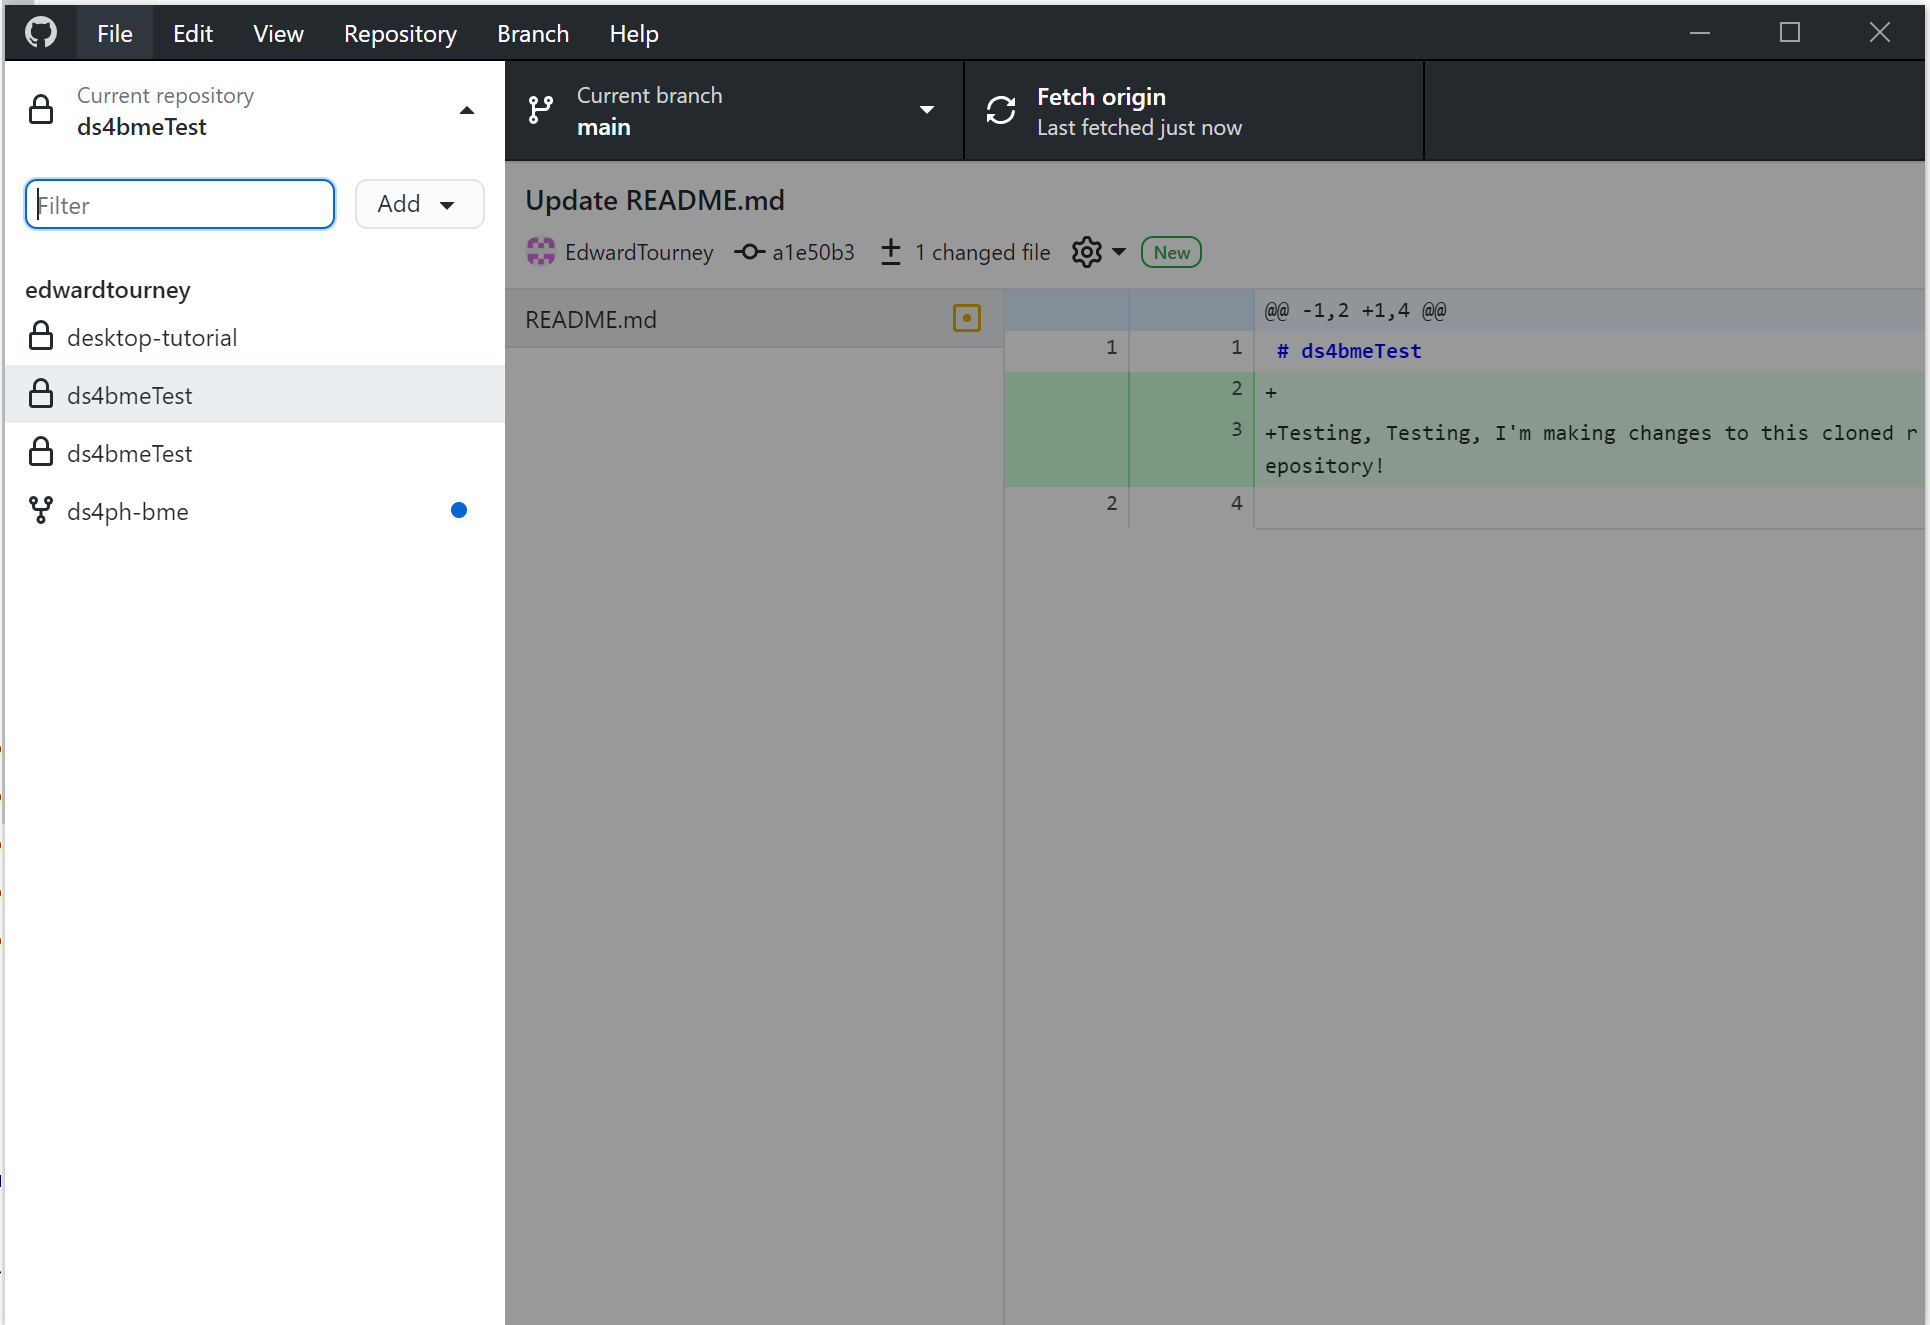 File Edit View Repository Branch Help
Current repository
ds4bmeTest
Current branch
main
Fetch origin
Last fetched just now
Filter
Add
edwardtourney
desktop-tutorial
ds4bmeTest
ds4bmeTest
ds4ph-bme
Update README.md
EdwardTourney a1e50b3 1 changed file New
README.md
@@ -1,2 +1,4 @@
1 1 # ds4bmeTest
2 +
3 +Testing, Testing, I'm making changes to this cloned r
epository!
2 4